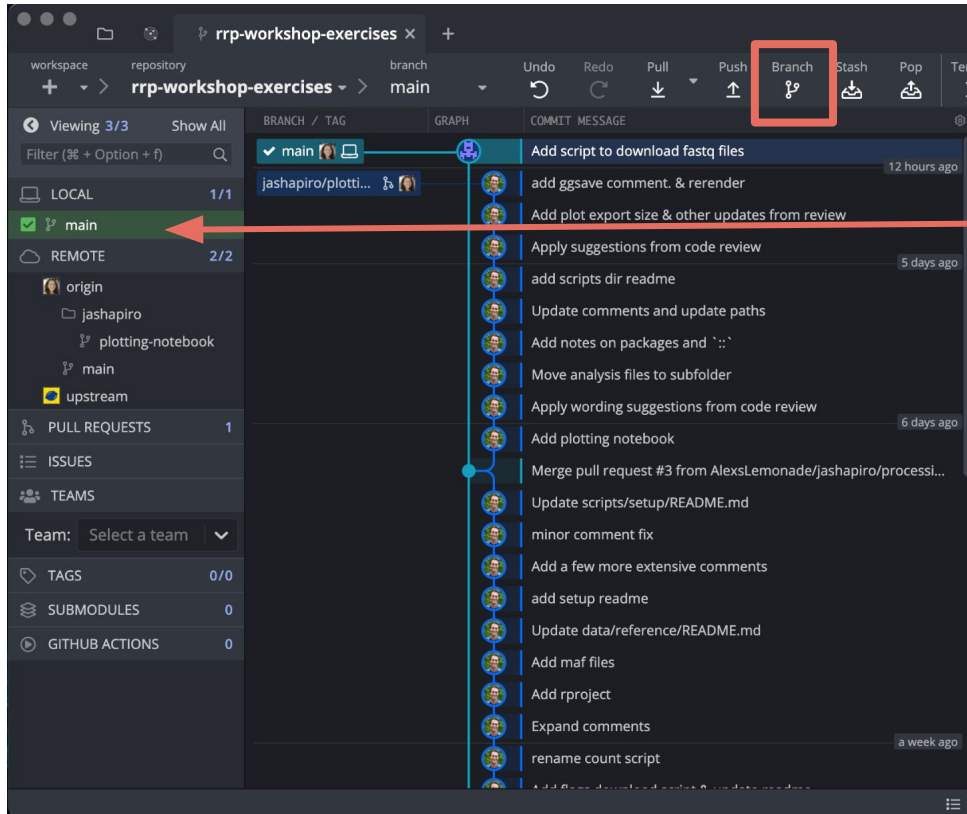 rrp-workshop-exercises ×
+
workspace repository branch
rrp-workshop-exercises main
Undo Redo Pull Push Branch Stash Pop
Viewing 3/3 Show All
BRANCH / TAG GRAPH COMMIT MESSAGE
Filter (⌘ + Option + f)
main
Add script to download fastq files
12 hours ago
LOCAL 1/1
jashapiro/plotti...
add ggsave comment. & rerender
main
Add plot export size & other updates from review
REMOTE 2/2
Apply suggestions from code review
5 days ago
origin
add scripts dir readme
jashapiro
Update comments and update paths
plotting-notebook
Add notes on packages and `::`
main
Move analysis files to subfolder
upstream
Apply wording suggestions from code review
6 days ago
PULL REQUESTS 1
Add plotting notebook
ISSUES
Merge pull request #3 from AlexsLemonade/jashapiro/processi...
TEAMS
Update scripts/setup/README.md
Team: Select a team
minor comment fix
TAGS 0/0
Add a few more extensive comments
SUBMODULES 0
add setup readme
GITHUB ACTIONS 0
Update data/reference/README.md
Add maf files
Add rproject
Expand comments
a week ago
rename count script